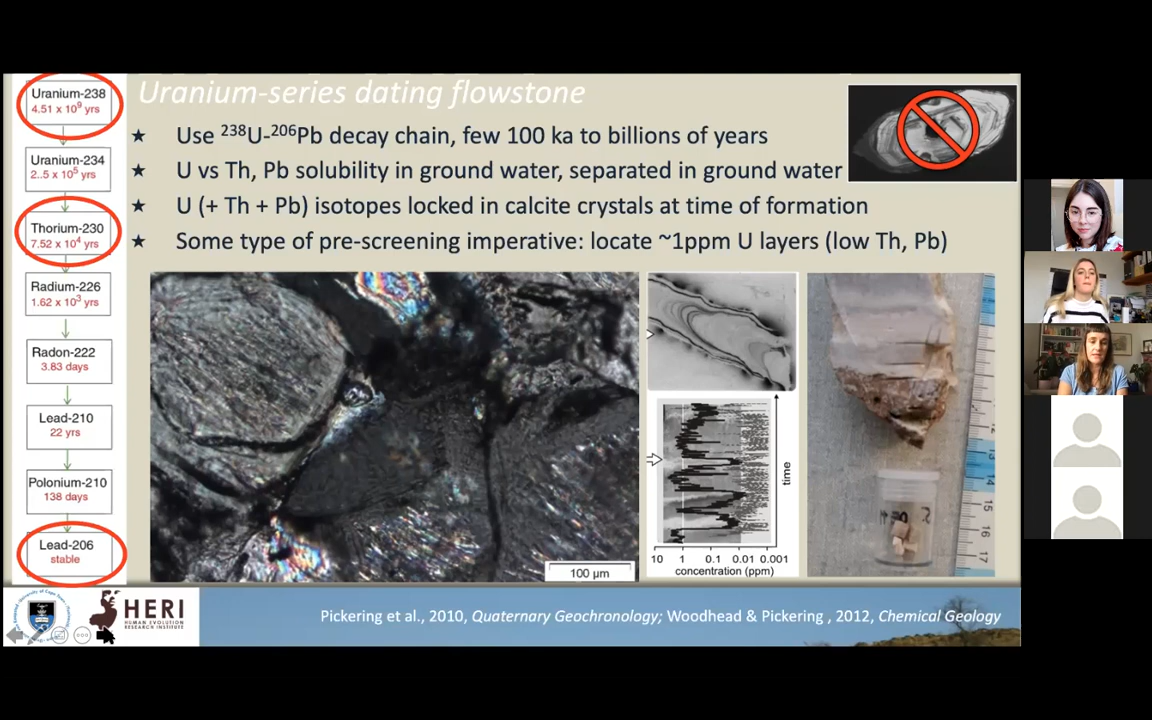 Uranium-series dating flowstone
★ Use ²³⁸U-²⁰⁶Pb decay chain, few 100 ka to billions of years
★ U vs Th, Pb solubility in ground water, separated in ground water
★ U (+ Th + Pb) isotopes locked in calcite crystals at time of formation
★ Some type of pre-screening imperative: locate ~1ppm U layers (low Th, Pb)
Uranium-238
4.51 x 10⁹ yrs
Uranium-234
2..5 x 10⁵ yrs
Thorium-230
7.52 x 10⁴ yrs
Radium-226
1.62 x 10³ yrs
Radon-222
3.83 days
Lead-210
22 yrs
Polonium-210
138 days
Lead-206
stable
100 µm
time
10 1 0.1 0.01 0.001
concentration (ppm)
13
14
15
16
17
HERI
HUMAN EVOLUTION
RESEARCH INSTITUTE
Pickering et al., 2010, Quaternary Geochronology; Woodhead & Pickering , 2012, Chemical Geology